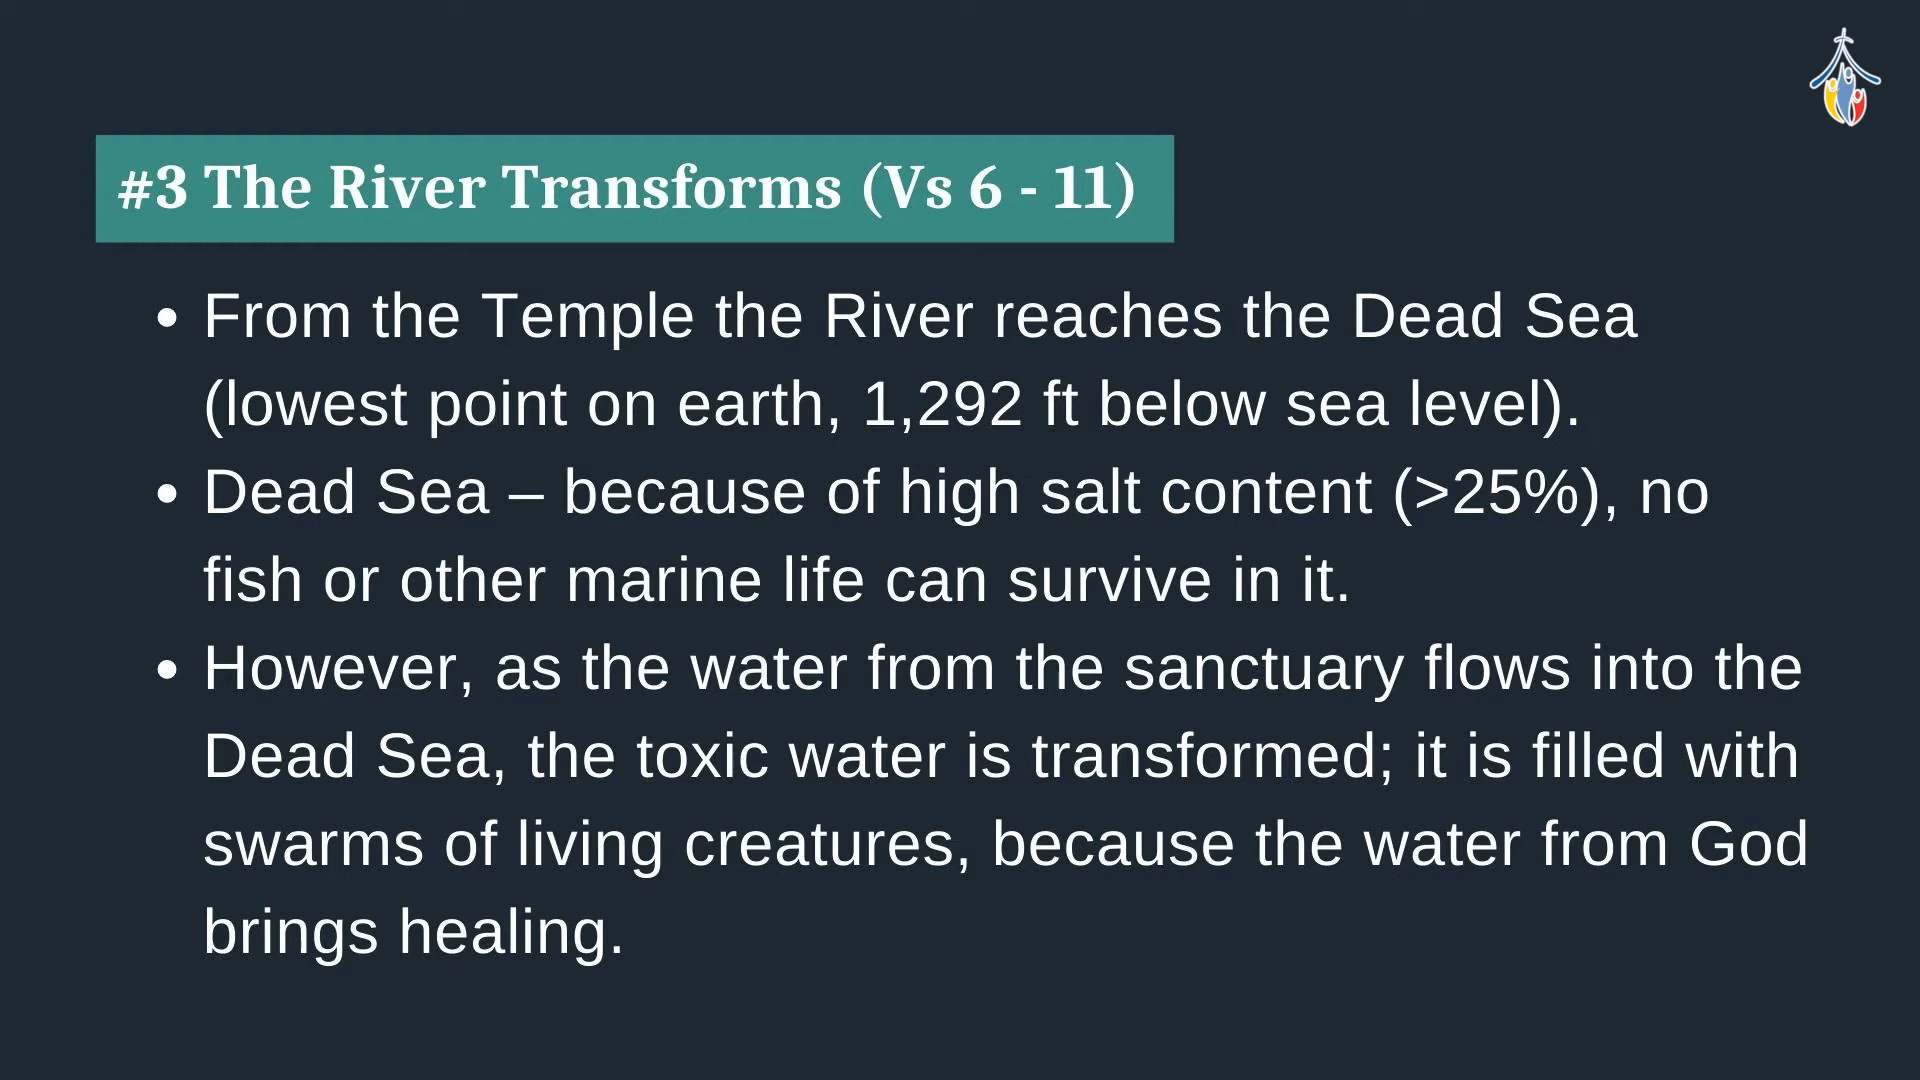 #3 The River Transforms (Vs 6 - 11)
• From the Temple the River reaches the Dead Sea
(lowest point on earth, 1,292 ft below sea level).
• Dead Sea – because of high salt content (>25%), no
fish or other marine life can survive in it.
• However, as the water from the sanctuary flows into the
Dead Sea, the toxic water is transformed; it is filled with
swarms of living creatures, because the water from God
brings healing.